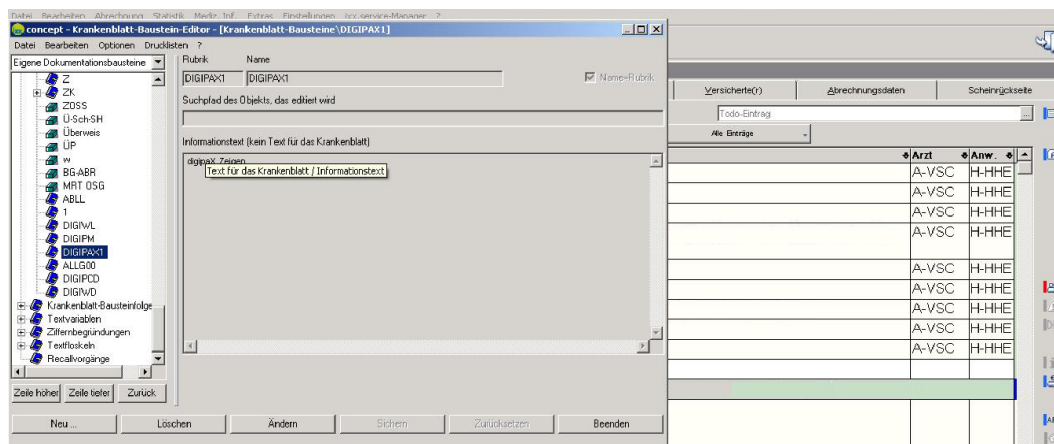 Datei Bearbeiten Abrechnung Statistik Mediz. Inf. Extras Einstellungen ixx.service-Manager ?
concept - Krankenblatt-Baustein-Editor - [Krankenblatt-Bausteine\DIGIPAX1]
Datei Bearbeiten Optionen Drucklisten ?
Eigene Dokumentationsbausteine
Z
ZK
ZOSS
Ü-Sch-SH
Überweis
ÜP
w
BG-ABR
MRT OSG
ABLL
1
DIGIWL
DIGIPM
DIGIPAX1
ALLG00
DIGIPCD
DIGIWD
Krankenblatt-Bausteinfolge
Textvariablen
Ziffernbegründungen
Textfloskeln
Recallvorgänge
Zeile höher Zeile tiefer Zurück
Rubrik Name
DIGIPAX1 DIGIPAX1 Name=Rubrik
Suchpfad des Objekts, das editiert wird
Informationstext (kein Text für das Krankenblatt)
digipaX Zeigen
Text für das Krankenblatt / Informationstext
Neu ... Löschen Ändern Sichern Zurücksetzen Beenden
Versicherte(r) Abrechnungsdaten Scheinrückseite
Todo-Eintrag ...
Alle Einträge
Arzt Anw.
A-VSC H-HHE
A-VSC H-HHE
A-VSC H-HHE
A-VSC H-HHE
A-VSC H-HHE
A-VSC H-HHE
A-VSC H-HHE
A-VSC H-HHE
A-VSC H-HHE